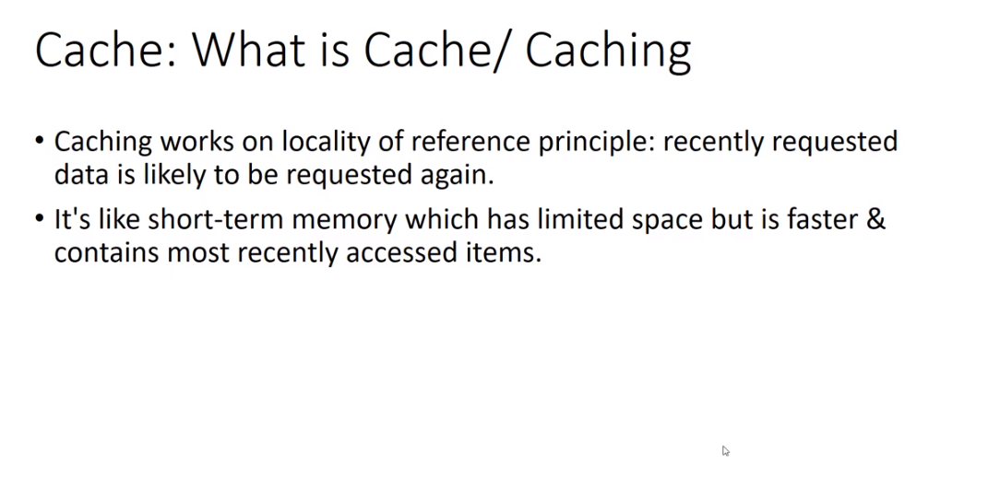 Cache: What is Cache/ Caching
• Caching works on locality of reference principle: recently requested
data is likely to be requested again.
• It's like short-term memory which has limited space but is faster &
contains most recently accessed items.